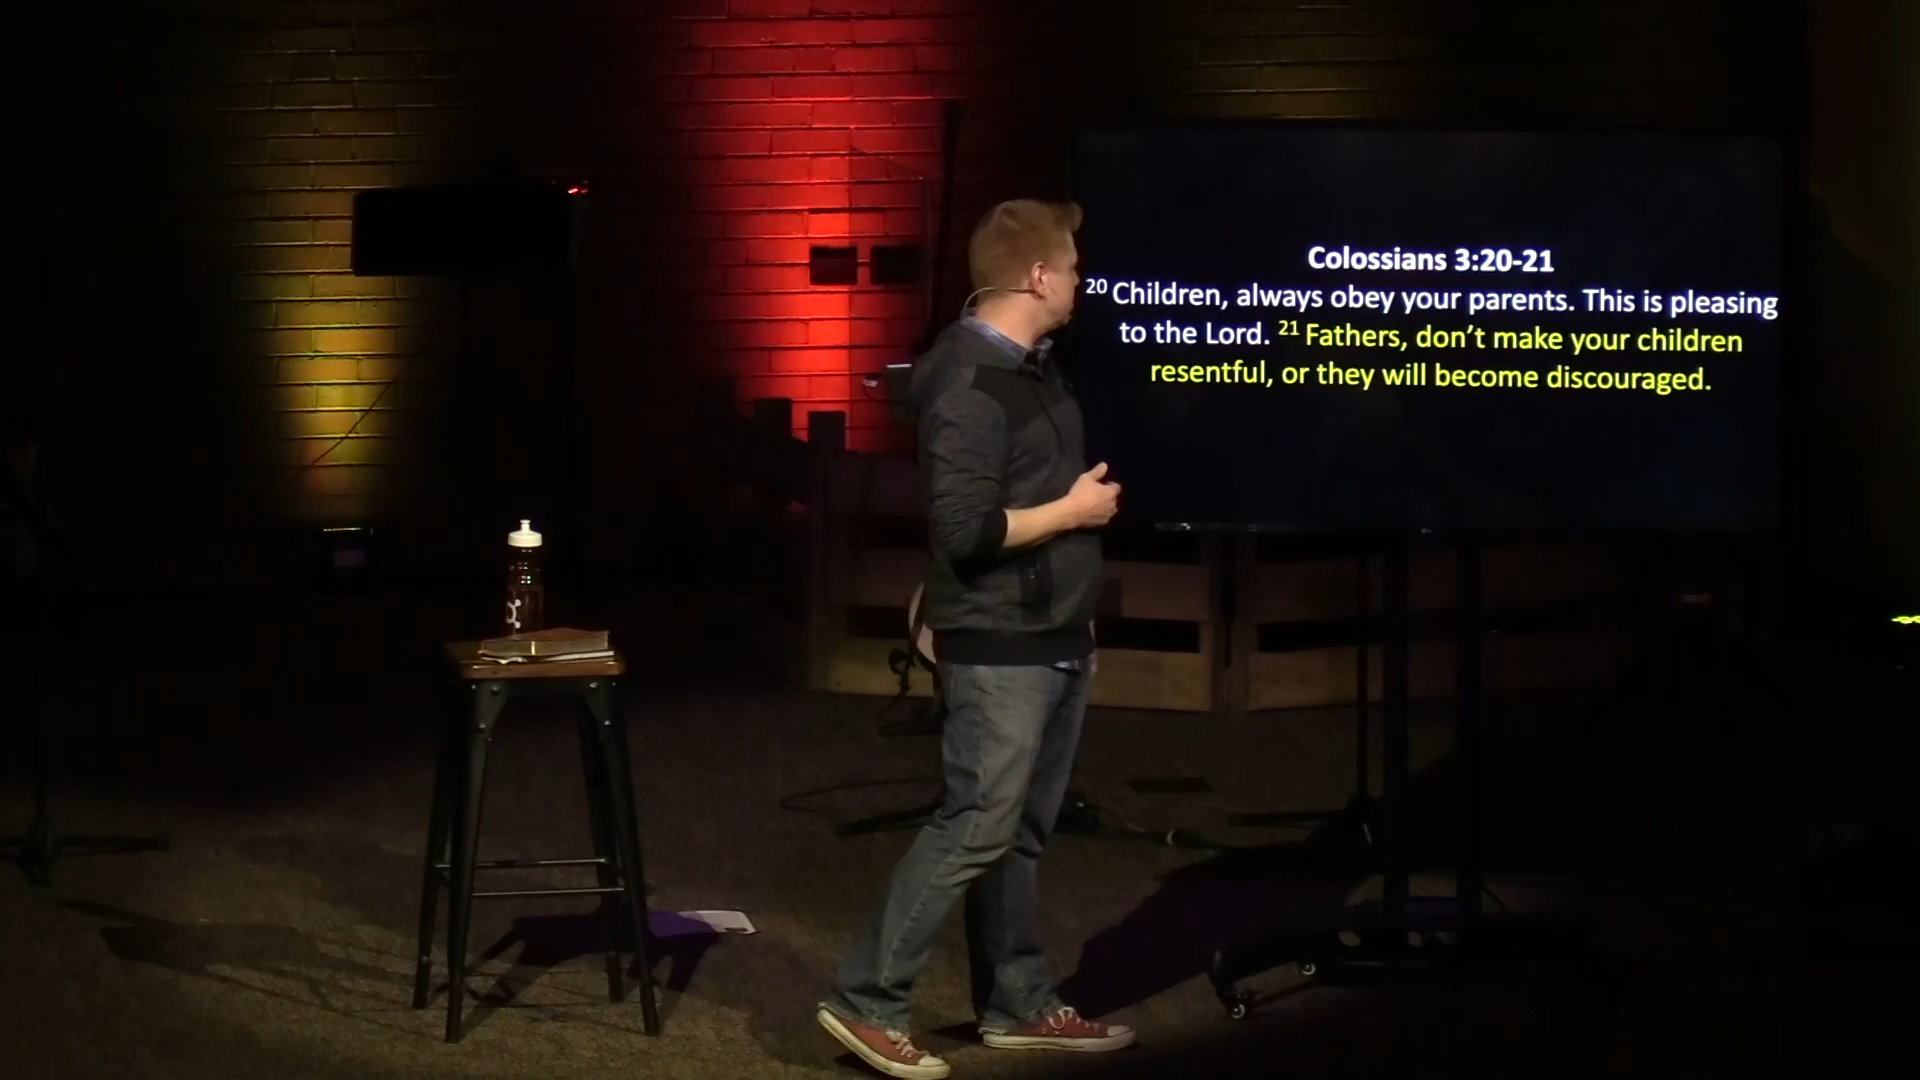 Colossians 3:20-21
20 Children, always obey your parents. This is pleasing
to the Lord. 21 Fathers, don’t make your children
resentful, or they will become discouraged.